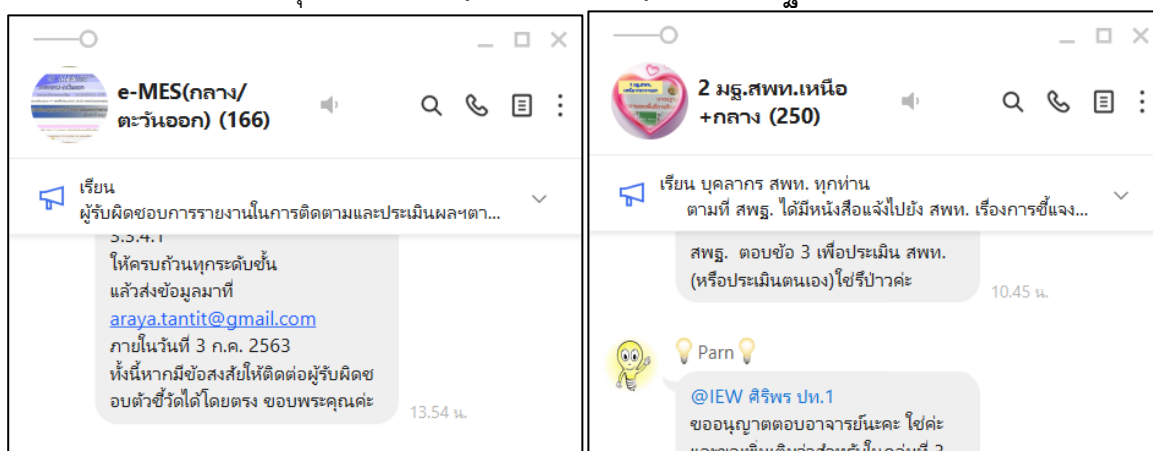 e-MES(กลาง/
ตะวันออก) (166)
เรียน
ผู้รับผิดชอบการรายงานในการติดตามและประเมินผลฯตา...
3.3.4.1
ให้ครบถ้วนทุกระดับชั้น
แล้วส่งข้อมูลมาที่
araya.tantit@gmail.com
ภายในวันที่ 3 ก.ค. 2563
ทั้งนี้หากมีข้อสงสัยให้ติดต่อผู้รับผิดช
อบตัวชี้วัดได้โดยตรง ขอบพระคุณค่ะ
13.54 น.
2 มฐ.สพท.เหนือ
+กลาง (250)
เรียน บุคลากร สพท. ทุกท่าน
ตามที่ สพฐ. ได้มีหนังสือแจ้งไปยัง สพท. เรื่องการชี้แจง...
สพฐ. ตอบข้อ 3 เพื่อประเมิน สพท.
(หรือประเมินตนเอง)ใช่รึป่าวค่ะ
10.45 น.
Parn
@IEW ศิริพร ปท.1
ขออนุญาตตอบอาจารย์นะคะ ใช่ค่ะ